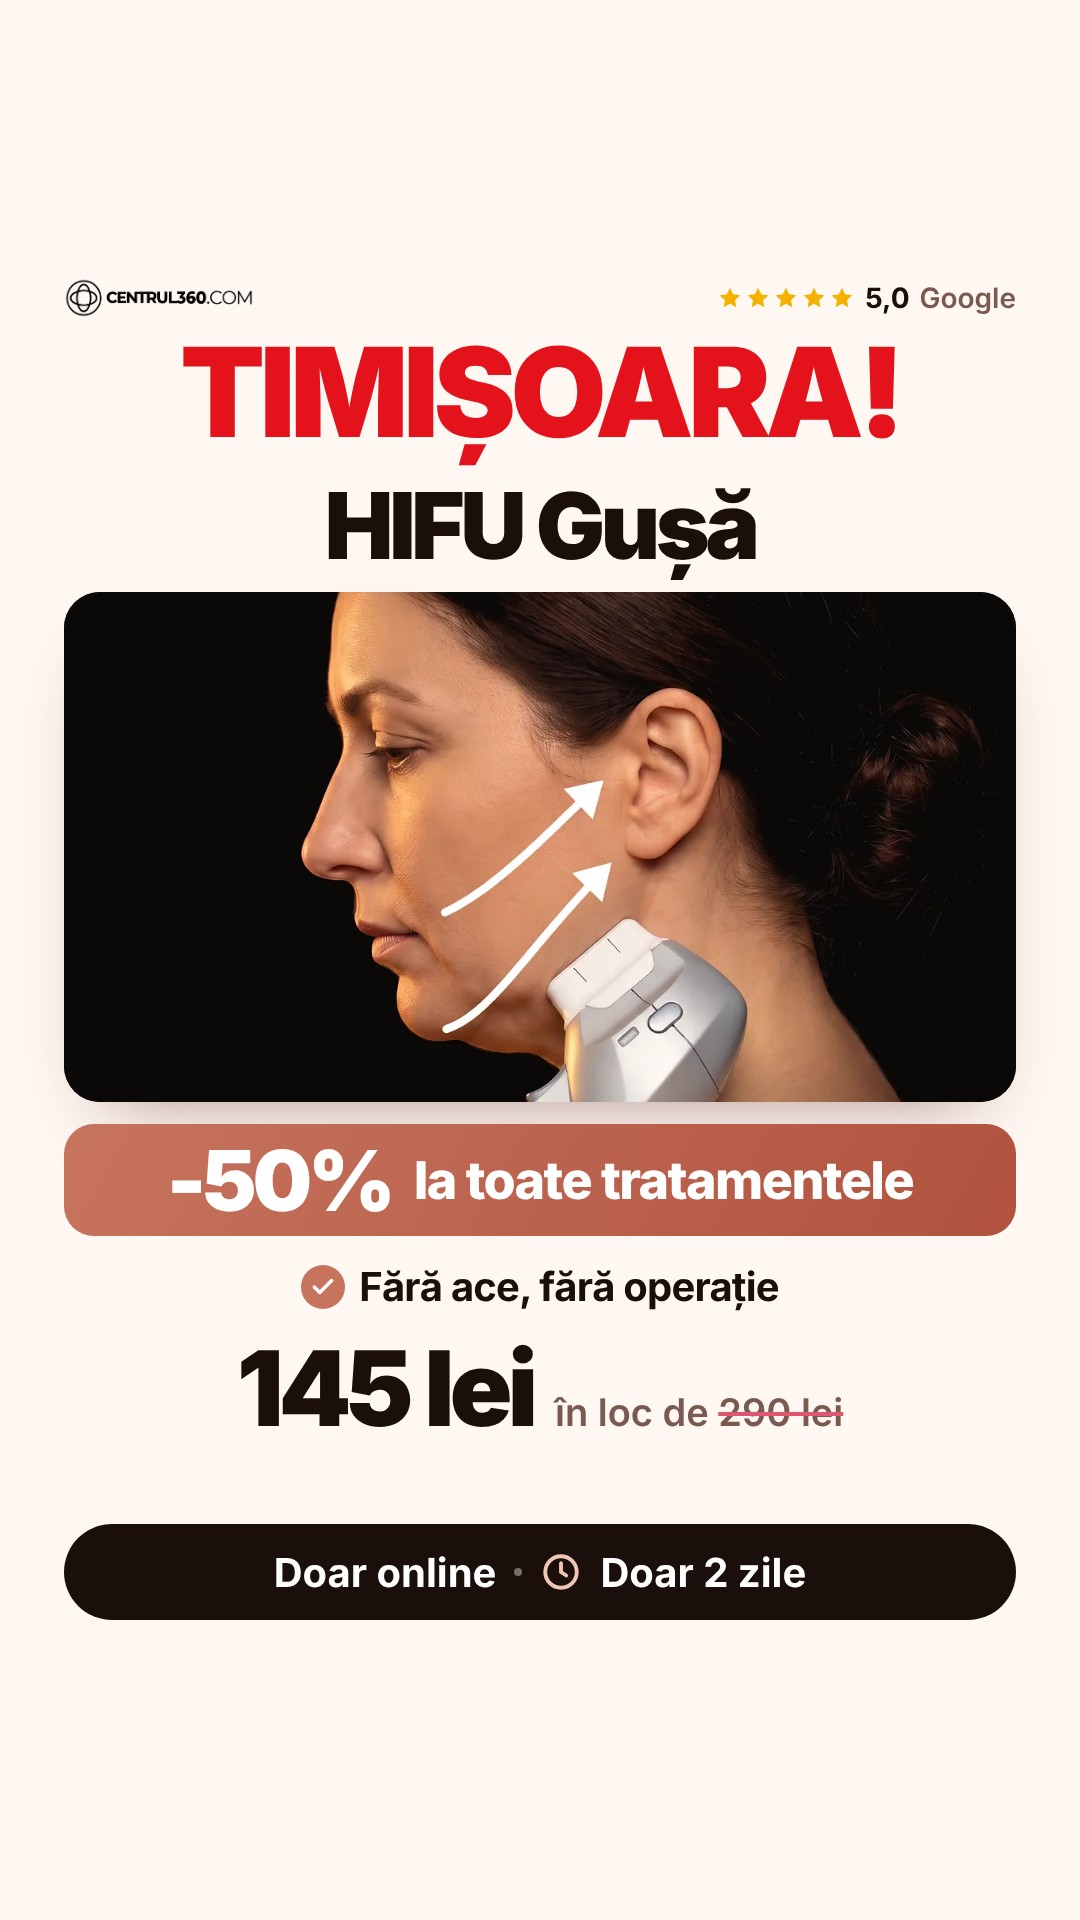 CENTRUL360.COM
5,0 Google
TIMIȘOARA!
HIFU Gușă
-50% la toate tratamentele
Fără ace, fără operație
145 lei în loc de 290 lei
Doar online • Doar 2 zile